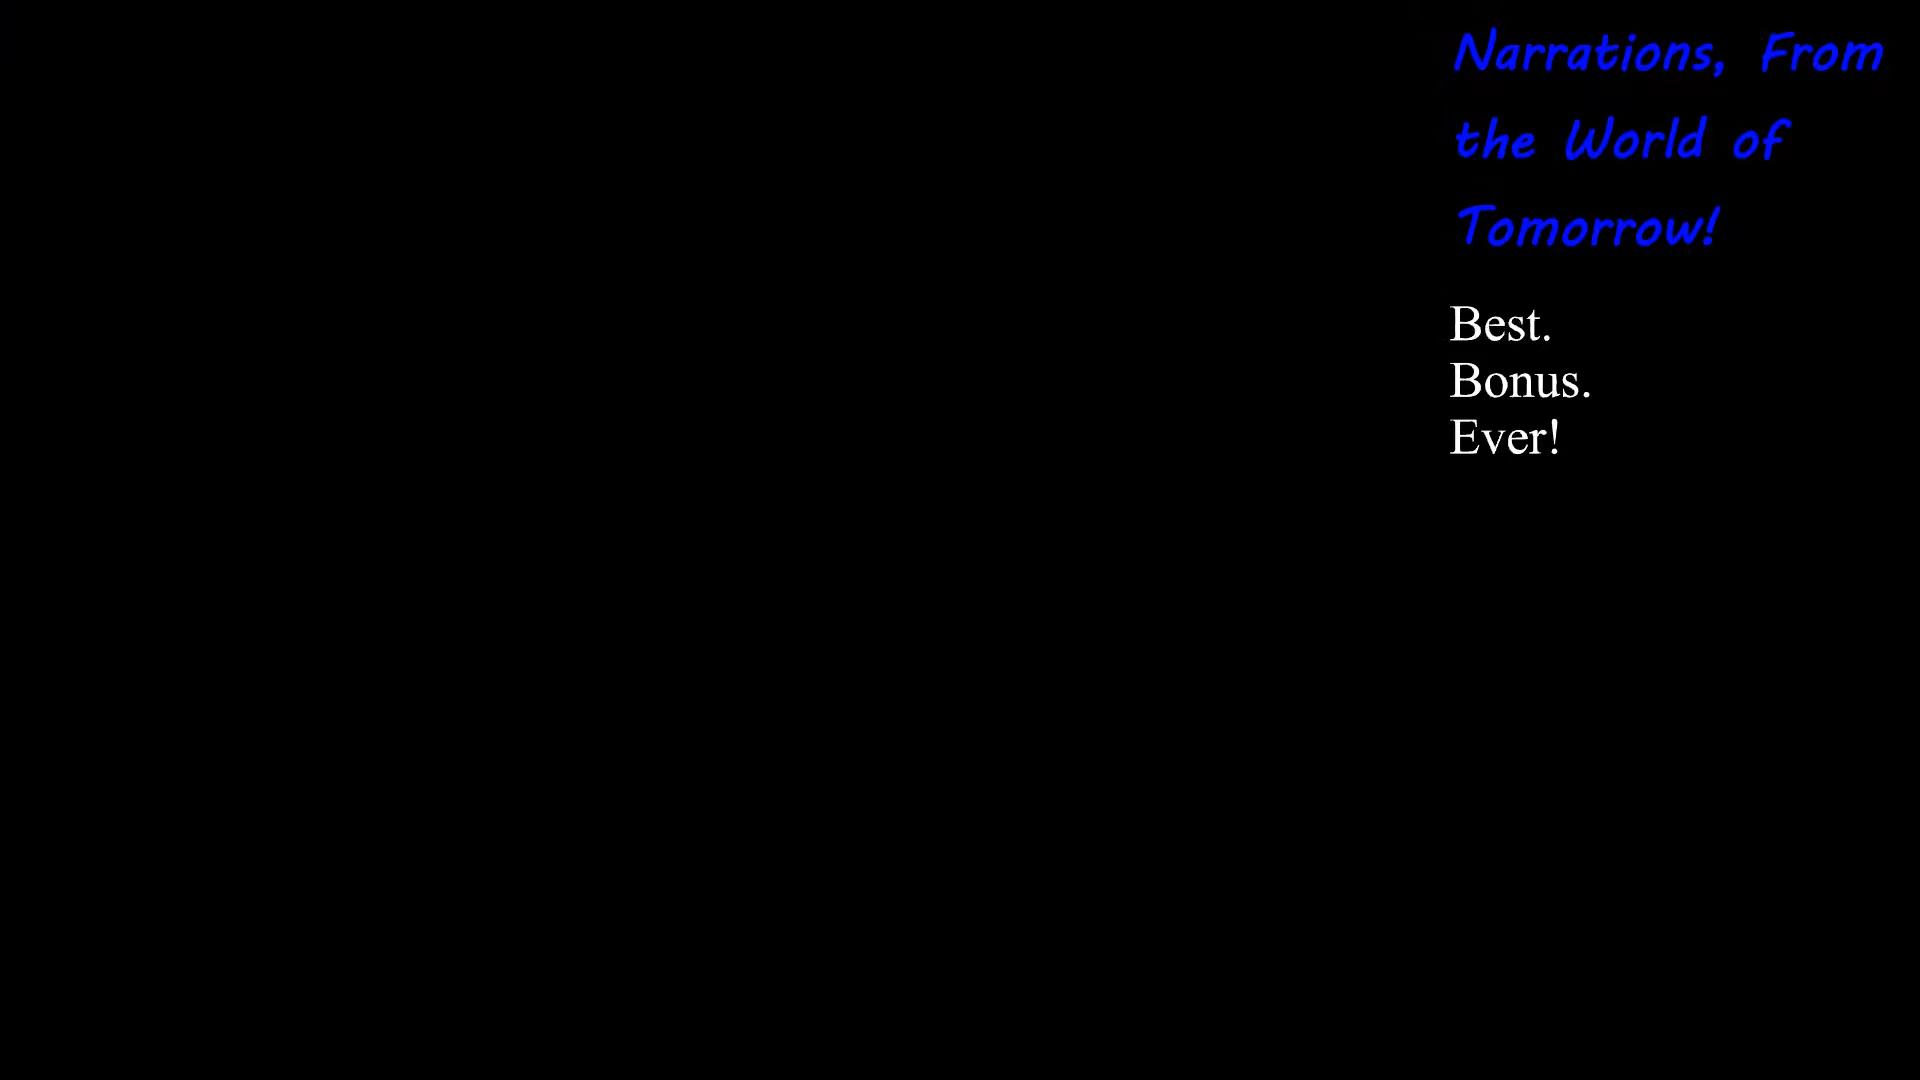 Narrations, From
the World of
Tomorrow!
Best.
Bonus.
Ever!